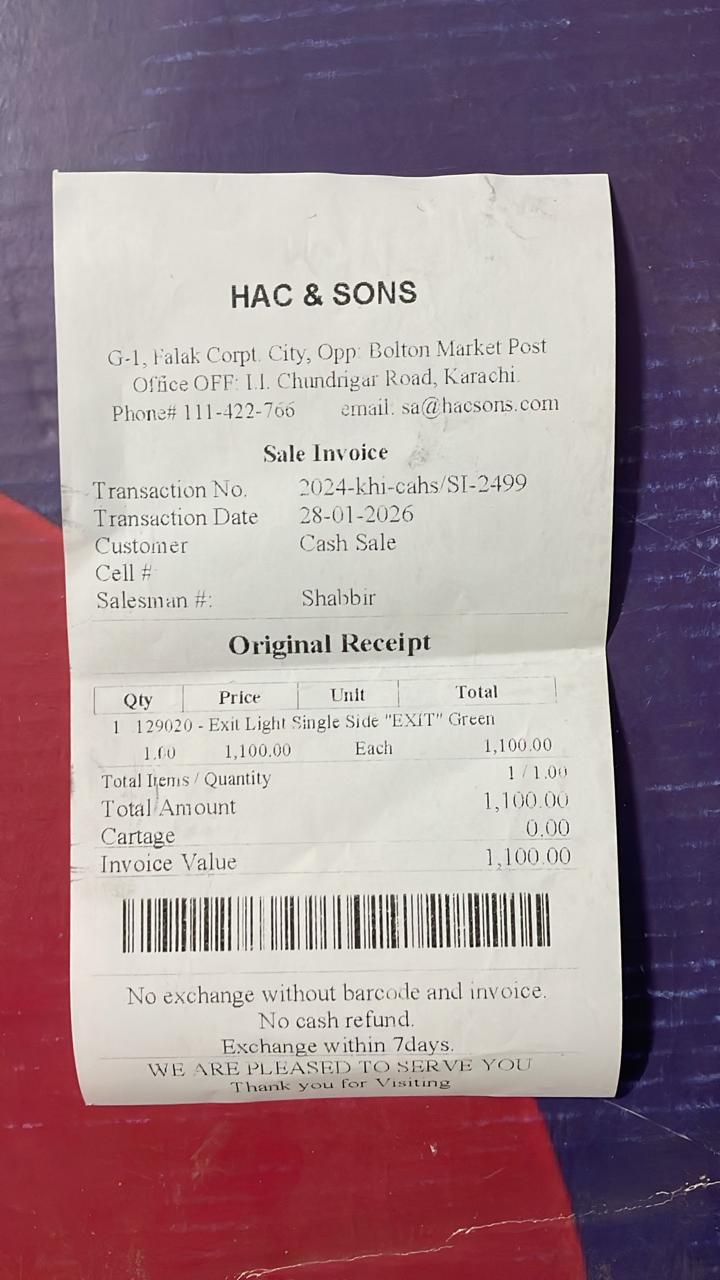 HAC & SONS
G-1, Falak Corpt. City, Opp: Bolton Market Post
Office OFF: I.I. Chundrigar Road, Karachi.
Phone# 111-422-766 email: sa@hacsons.com
Sale Invoice
Transaction No. 2024-khi-cahs/SI-2499
Transaction Date 28-01-2026
Customer Cash Sale
Cell #
Salesman #: Shabbir
Original Receipt
Qty Price Unit Total
1 129020 - Exit Light Single Side "EXIT" Green
1.00 1,100.00 Each 1,100.00
Total Items / Quantity 1 / 1.00
Total Amount 1,100.00
Cartage 0.00
Invoice Value 1,100.00
No exchange without barcode and invoice.
No cash refund.
Exchange within 7days.
WE ARE PLEASED TO SERVE YOU
Thank you for Visiting